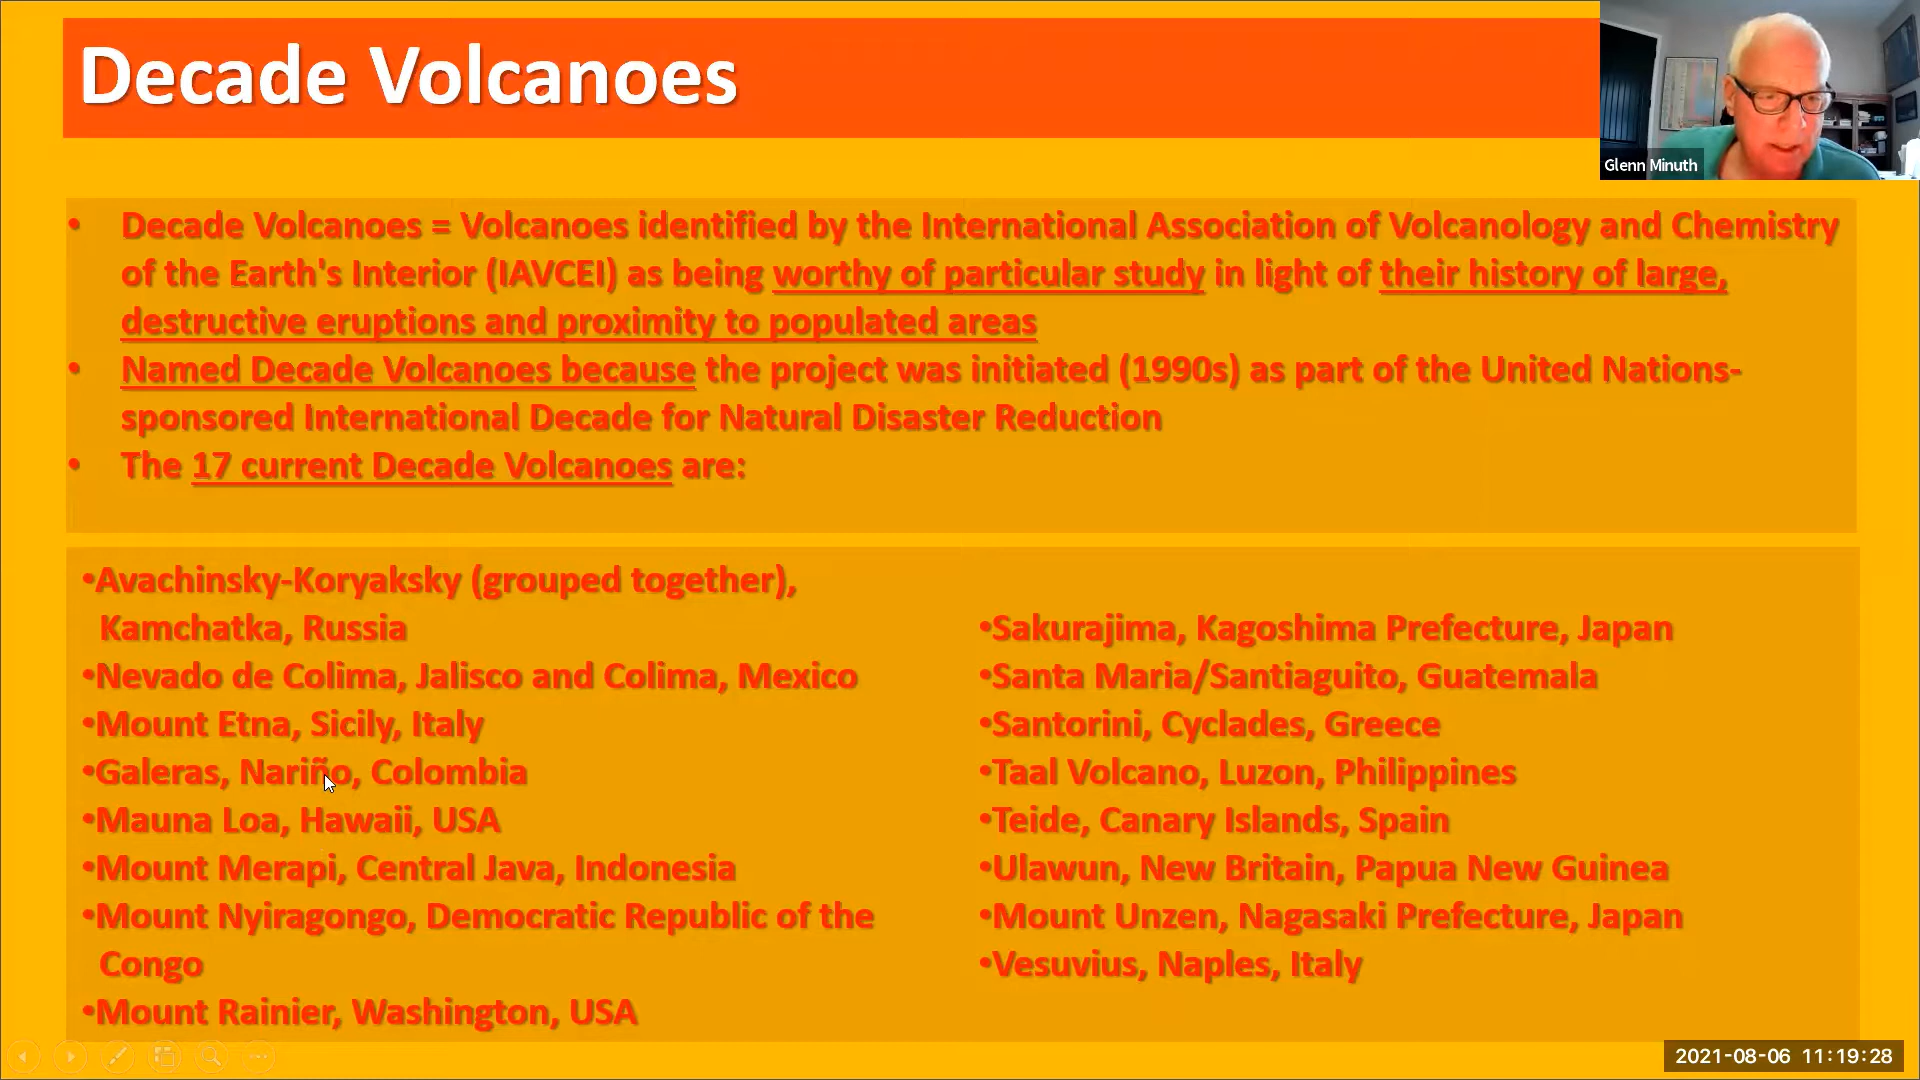 Decade Volcanoes
Glenn Minuth
• Decade Volcanoes = Volcanoes identified by the International Association of Volcanology and Chemistry
of the Earth's Interior (IAVCEI) as being worthy of particular study in light of their history of large,
destructive eruptions and proximity to populated areas
• Named Decade Volcanoes because the project was initiated (1990s) as part of the United Nations-
sponsored International Decade for Natural Disaster Reduction
• The 17 current Decade Volcanoes are:
•Avachinsky-Koryaksky (grouped together),
Kamchatka, Russia
•Nevado de Colima, Jalisco and Colima, Mexico
•Mount Etna, Sicily, Italy
•Galeras, Nariño, Colombia
•Mauna Loa, Hawaii, USA
•Mount Merapi, Central Java, Indonesia
•Mount Nyiragongo, Democratic Republic of the
Congo
•Mount Rainier, Washington, USA
•Sakurajima, Kagoshima Prefecture, Japan
•Santa Maria/Santiaguito, Guatemala
•Santorini, Cyclades, Greece
•Taal Volcano, Luzon, Philippines
•Teide, Canary Islands, Spain
•Ulawun, New Britain, Papua New Guinea
•Mount Unzen, Nagasaki Prefecture, Japan
•Vesuvius, Naples, Italy
2021-08-06 11:19:28